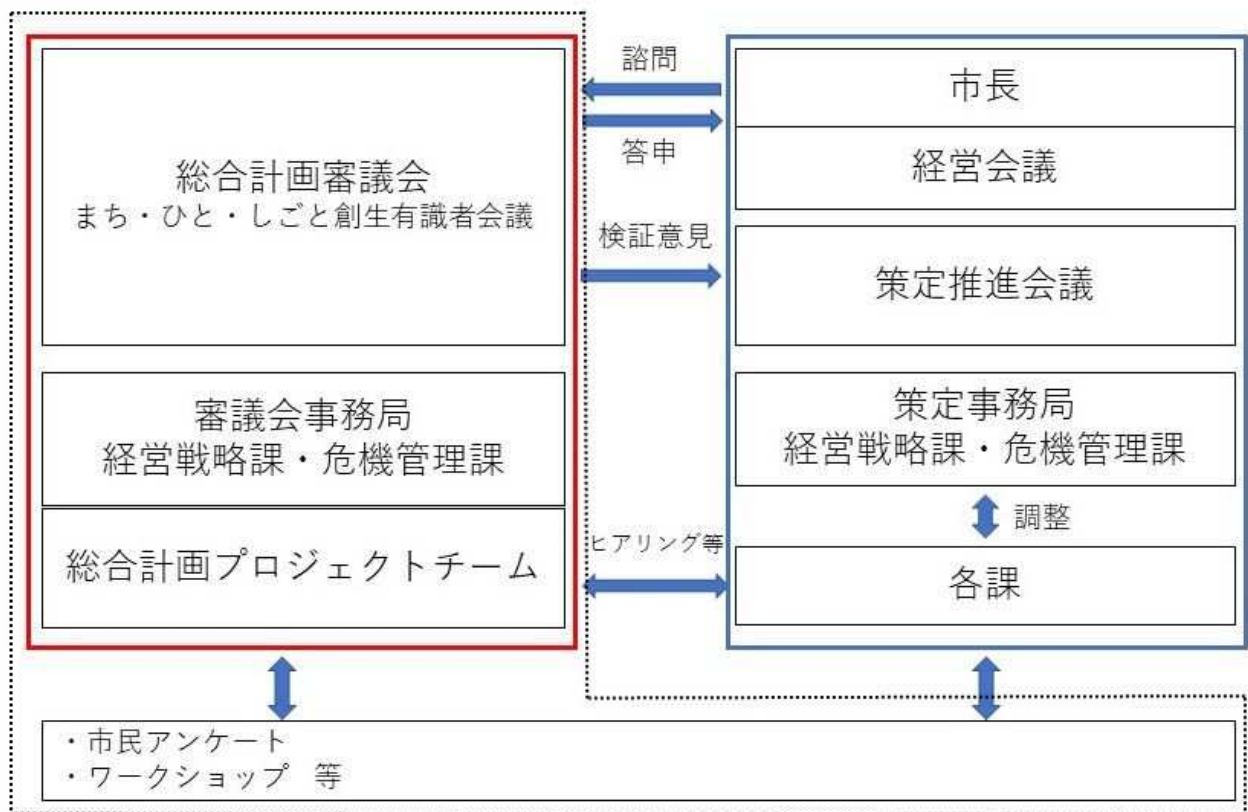 総合計画審議会
まち・ひと・しごと創生有識者会議
審議会事務局
経営戦略課・危機管理課
総合計画プロジェクトチーム
諮問
答申
検証意見
ヒアリング等
市長
経営会議
策定推進会議
策定事務局
経営戦略課・危機管理課
調整
各課
・市民アンケート
・ワークショップ 等